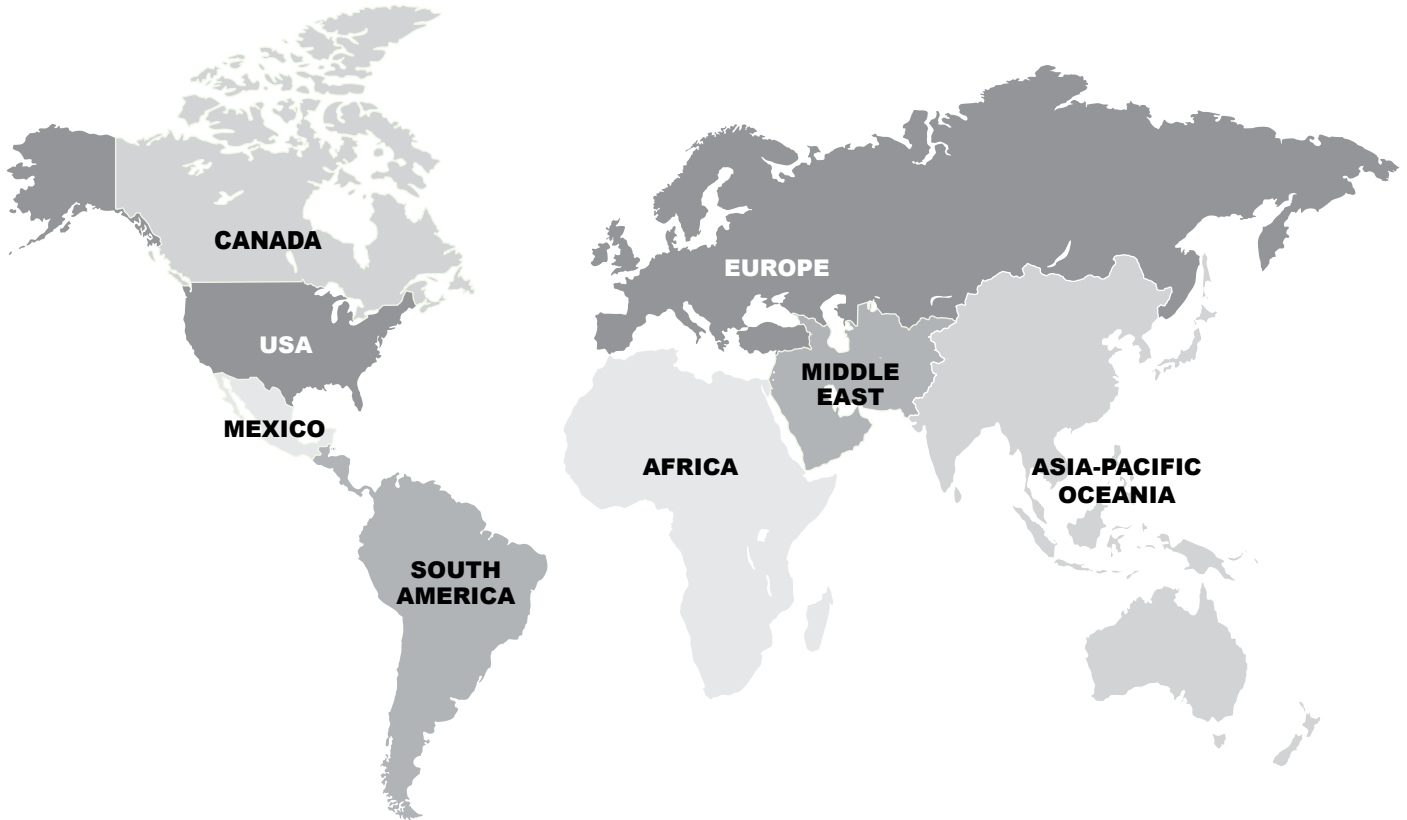 CANADA
EUROPE
USA
MIDDLE
EAST
MEXICO
AFRICA
ASIA-PACIFIC
OCEANIA
SOUTH
AMERICA